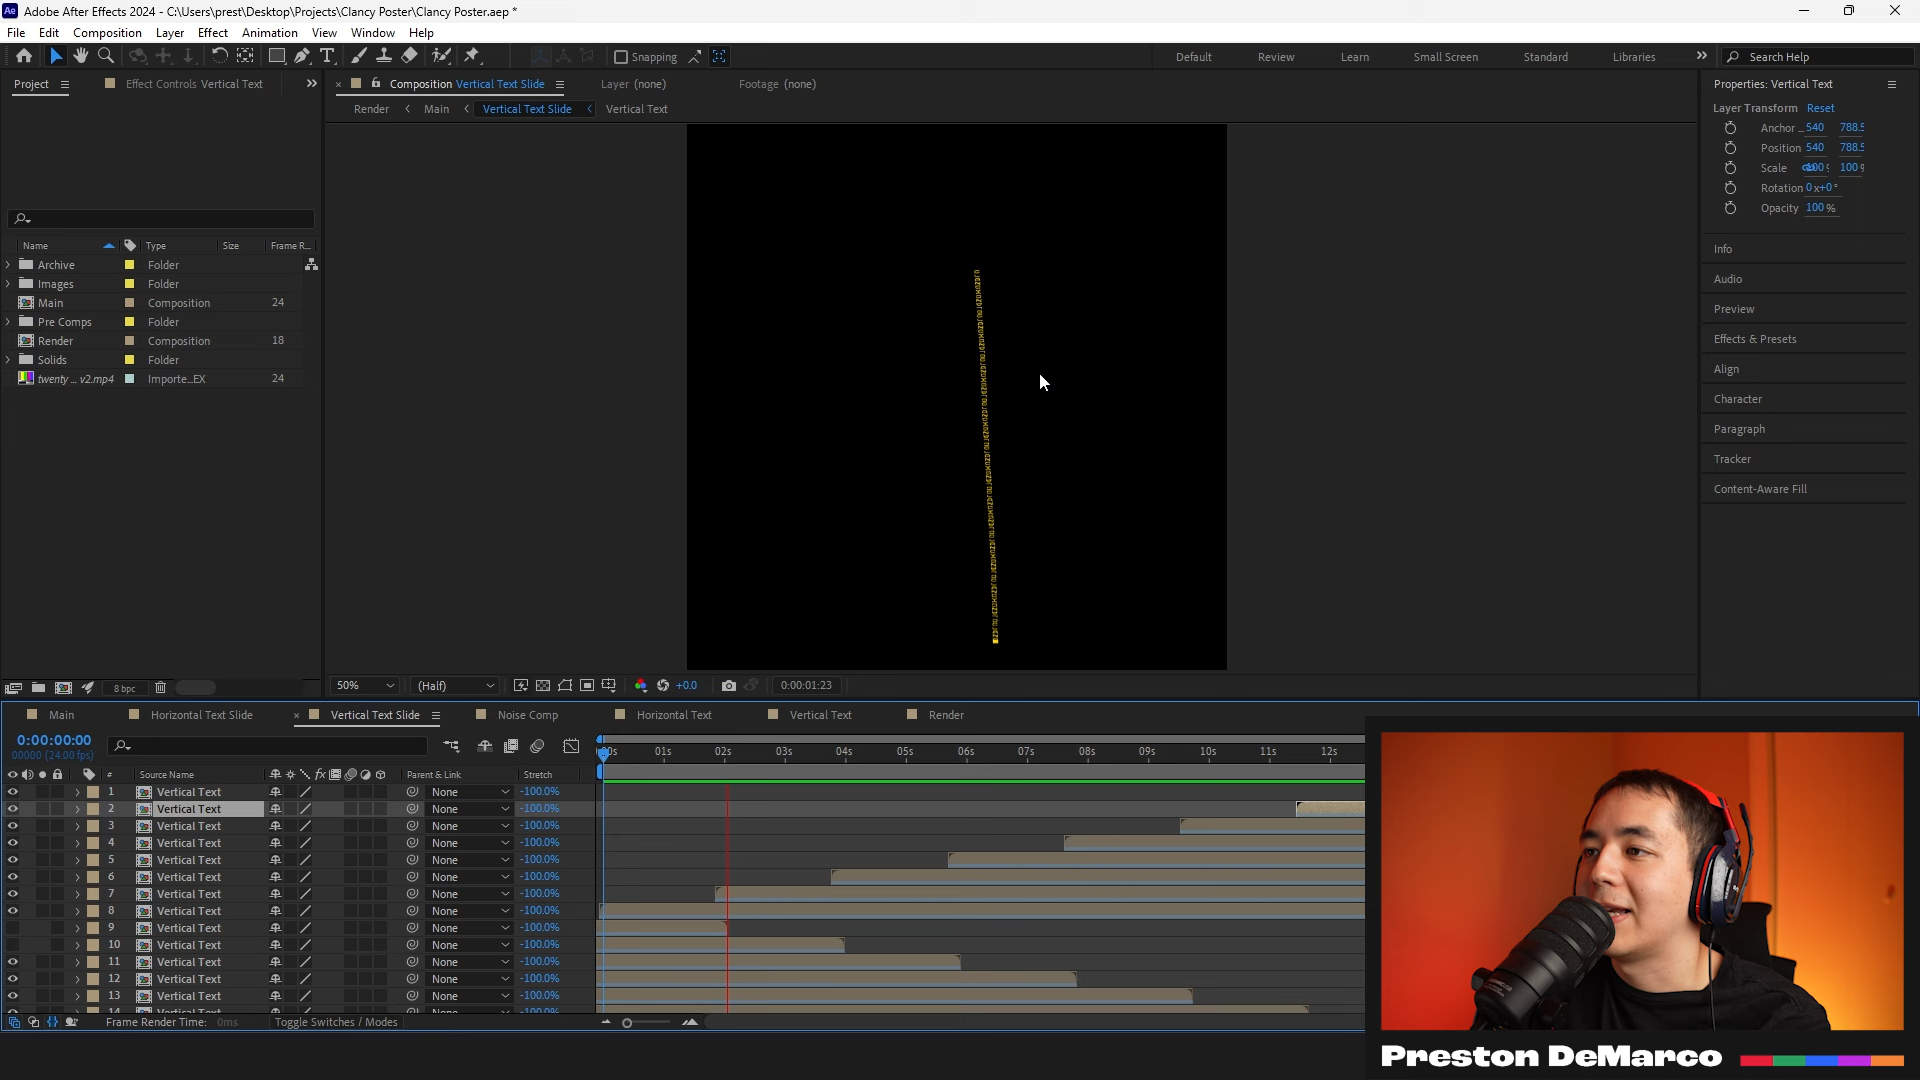 Ae Adobe After Effects 2024 - C:\Users\prest\Desktop\Projects\Clancy Poster\Clancy Poster.aep *
File Edit Composition Layer Effect Animation View Window Help
Snapping
Default Review Learn Small Screen Standard Libraries Search Help
Project Effect Controls Vertical Text
Composition Vertical Text Slide Layer (none) Footage (none)
Render Main Vertical Text Slide Vertical Text
Properties: Vertical Text
Layer Transform Reset
Anchor ... 540 788.5
Position 540 788.5
Scale 100 100 %
Rotation 0x+0°
Opacity 100 %
Info
Audio
Preview
Effects & Presets
Align
Character
Paragraph
Tracker
Content-Aware Fill
Name Type Size Frame R...
Archive Folder
Images Folder
Main Composition 24
Pre Comps Folder
Render Composition 18
Solids Folder
twenty ... v2.mp4 Importe...EX 24
8 bpc
50% (Half) +0.0 0:00:01:23
Main Horizontal Text Slide Vertical Text Slide Noise Comp Horizontal Text Vertical Text Render
0:00:00:00
00000 (24.00 fps)
00s 01s 02s 03s 04s 05s 06s 07s 08s 09s 10s 11s 12s
# Source Name fx Parent & Link Stretch
1 Vertical Text None -100.0%
2 Vertical Text None -100.0%
3 Vertical Text None -100.0%
4 Vertical Text None -100.0%
5 Vertical Text None -100.0%
6 Vertical Text None -100.0%
7 Vertical Text None -100.0%
8 Vertical Text None -100.0%
9 Vertical Text None -100.0%
10 Vertical Text None -100.0%
11 Vertical Text None -100.0%
12 Vertical Text None -100.0%
13 Vertical Text None -100.0%
14 Vertical Text None -100.0%
Frame Render Time: 0ms Toggle Switches / Modes
Preston DeMarco